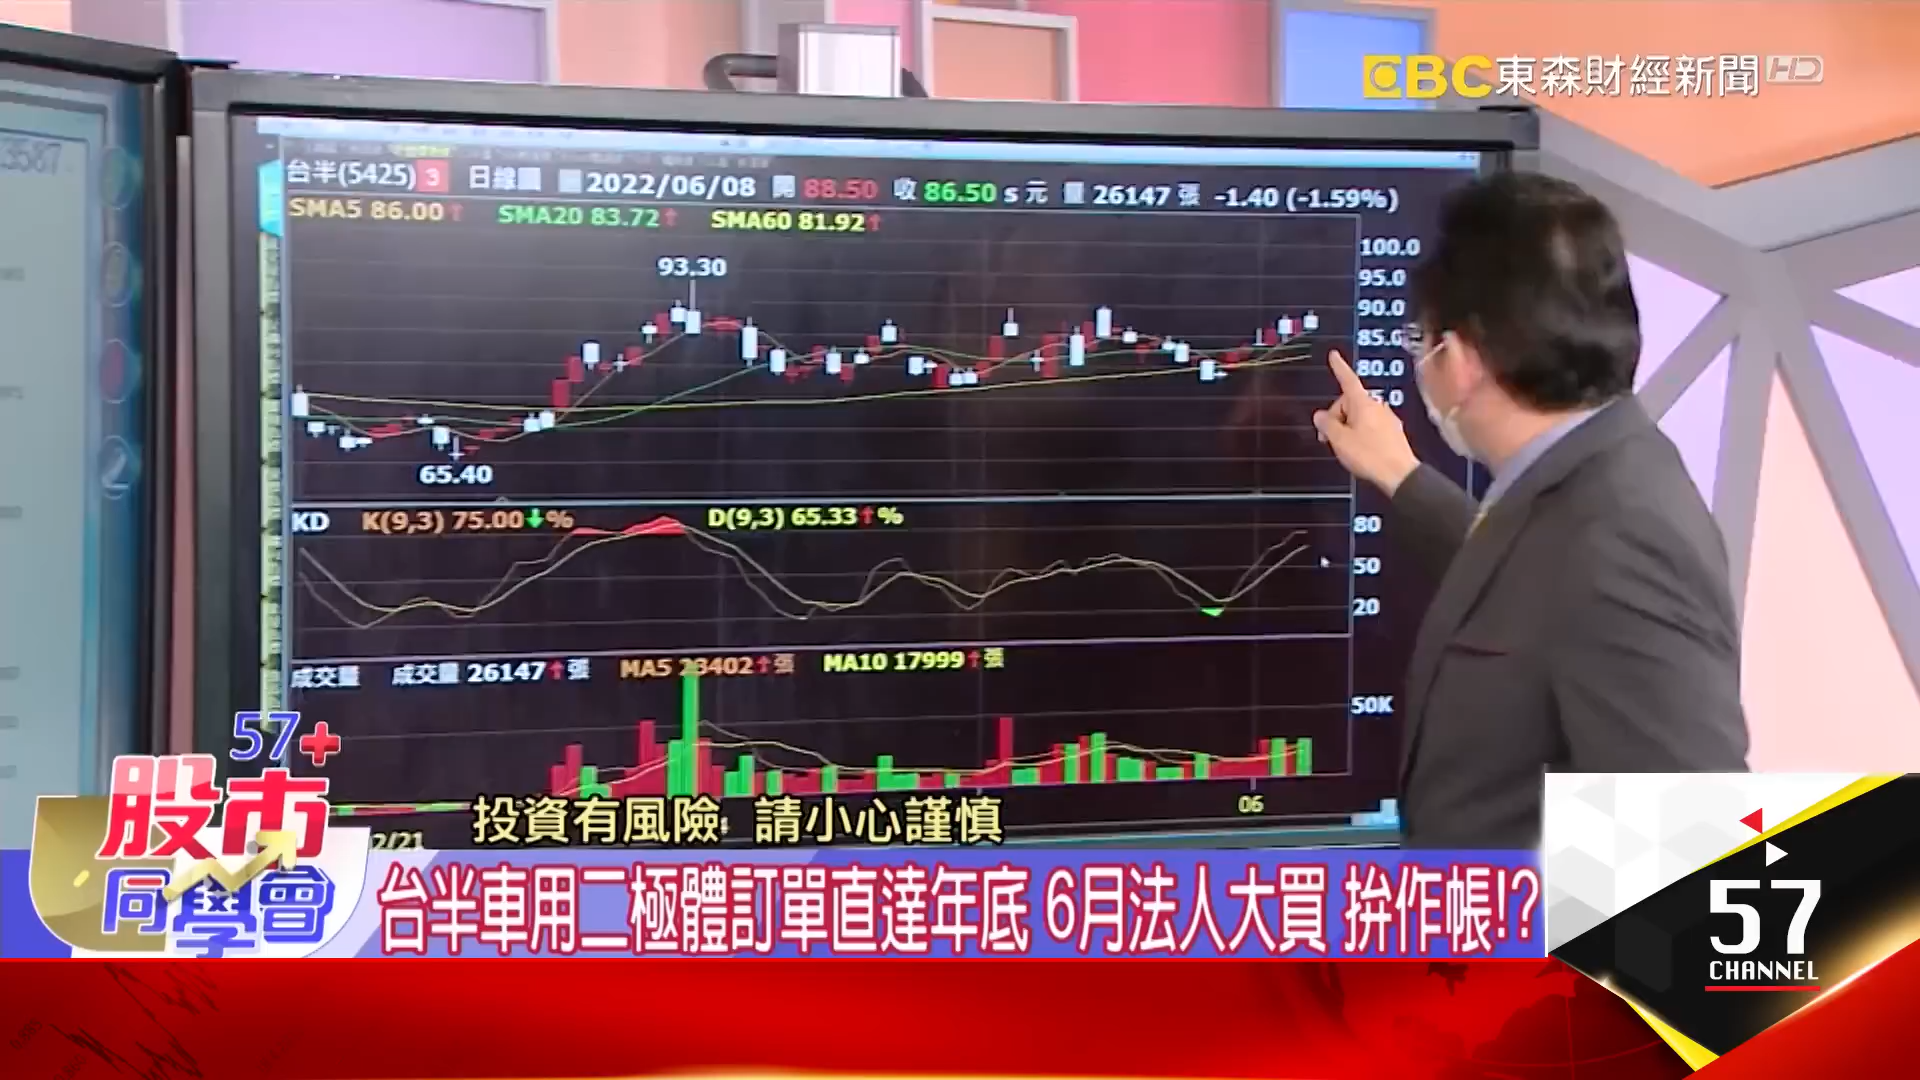 EBC東森財經新聞HD
3587
台半(5425) 3 日線圖 2022/06/08 開 88.50 收 86.50 s 元 量 26147 張 -1.40 (-1.59%)
SMA5 86.00↑ SMA20 83.72↑ SMA60 81.92↑
100.0
95.0
93.30
90.0
85.0
80.0
5.0
65.40
KD K(9,3) 75.00↓% D(9,3) 65.33↑%
80
50
20
成交量 成交量 26147↑張 MA5 23402↑張 MA10 17999↑張
50K
06
2/21
57+
股市
同學會
投資有風險 請小心謹慎
台半車用二極體訂單直達年底 6月法人大買 拚作帳!?
57
CHANNEL